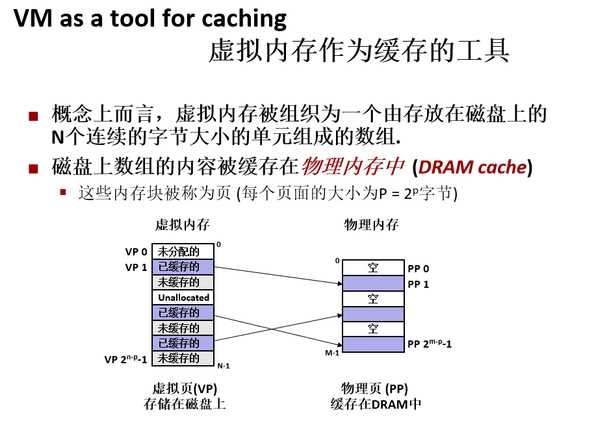 VM as a tool for caching
虚拟内存作为缓存的工具
概念上而言，虚拟内存被组织为一个由存放在磁盘上的
N个连续的字节大小的单元组成的数组.
磁盘上数组的内容被缓存在物理内存中 (DRAM cache)
这些内存块被称为页 (每个页面的大小为P = 2ᵖ字节)
虚拟内存
物理内存
0
VP 0 未分配的
VP 1 已缓存的
未缓存的
Unallocated
已缓存的
未缓存的
已缓存的
VP 2ⁿ⁻ᵖ-1 未缓存的
N-1
0
空 PP 0
PP 1
空
空
M-1
PP 2ᵐ⁻ᵖ-1
虚拟页(VP)
存储在磁盘上
物理页 (PP)
缓存在DRAM中